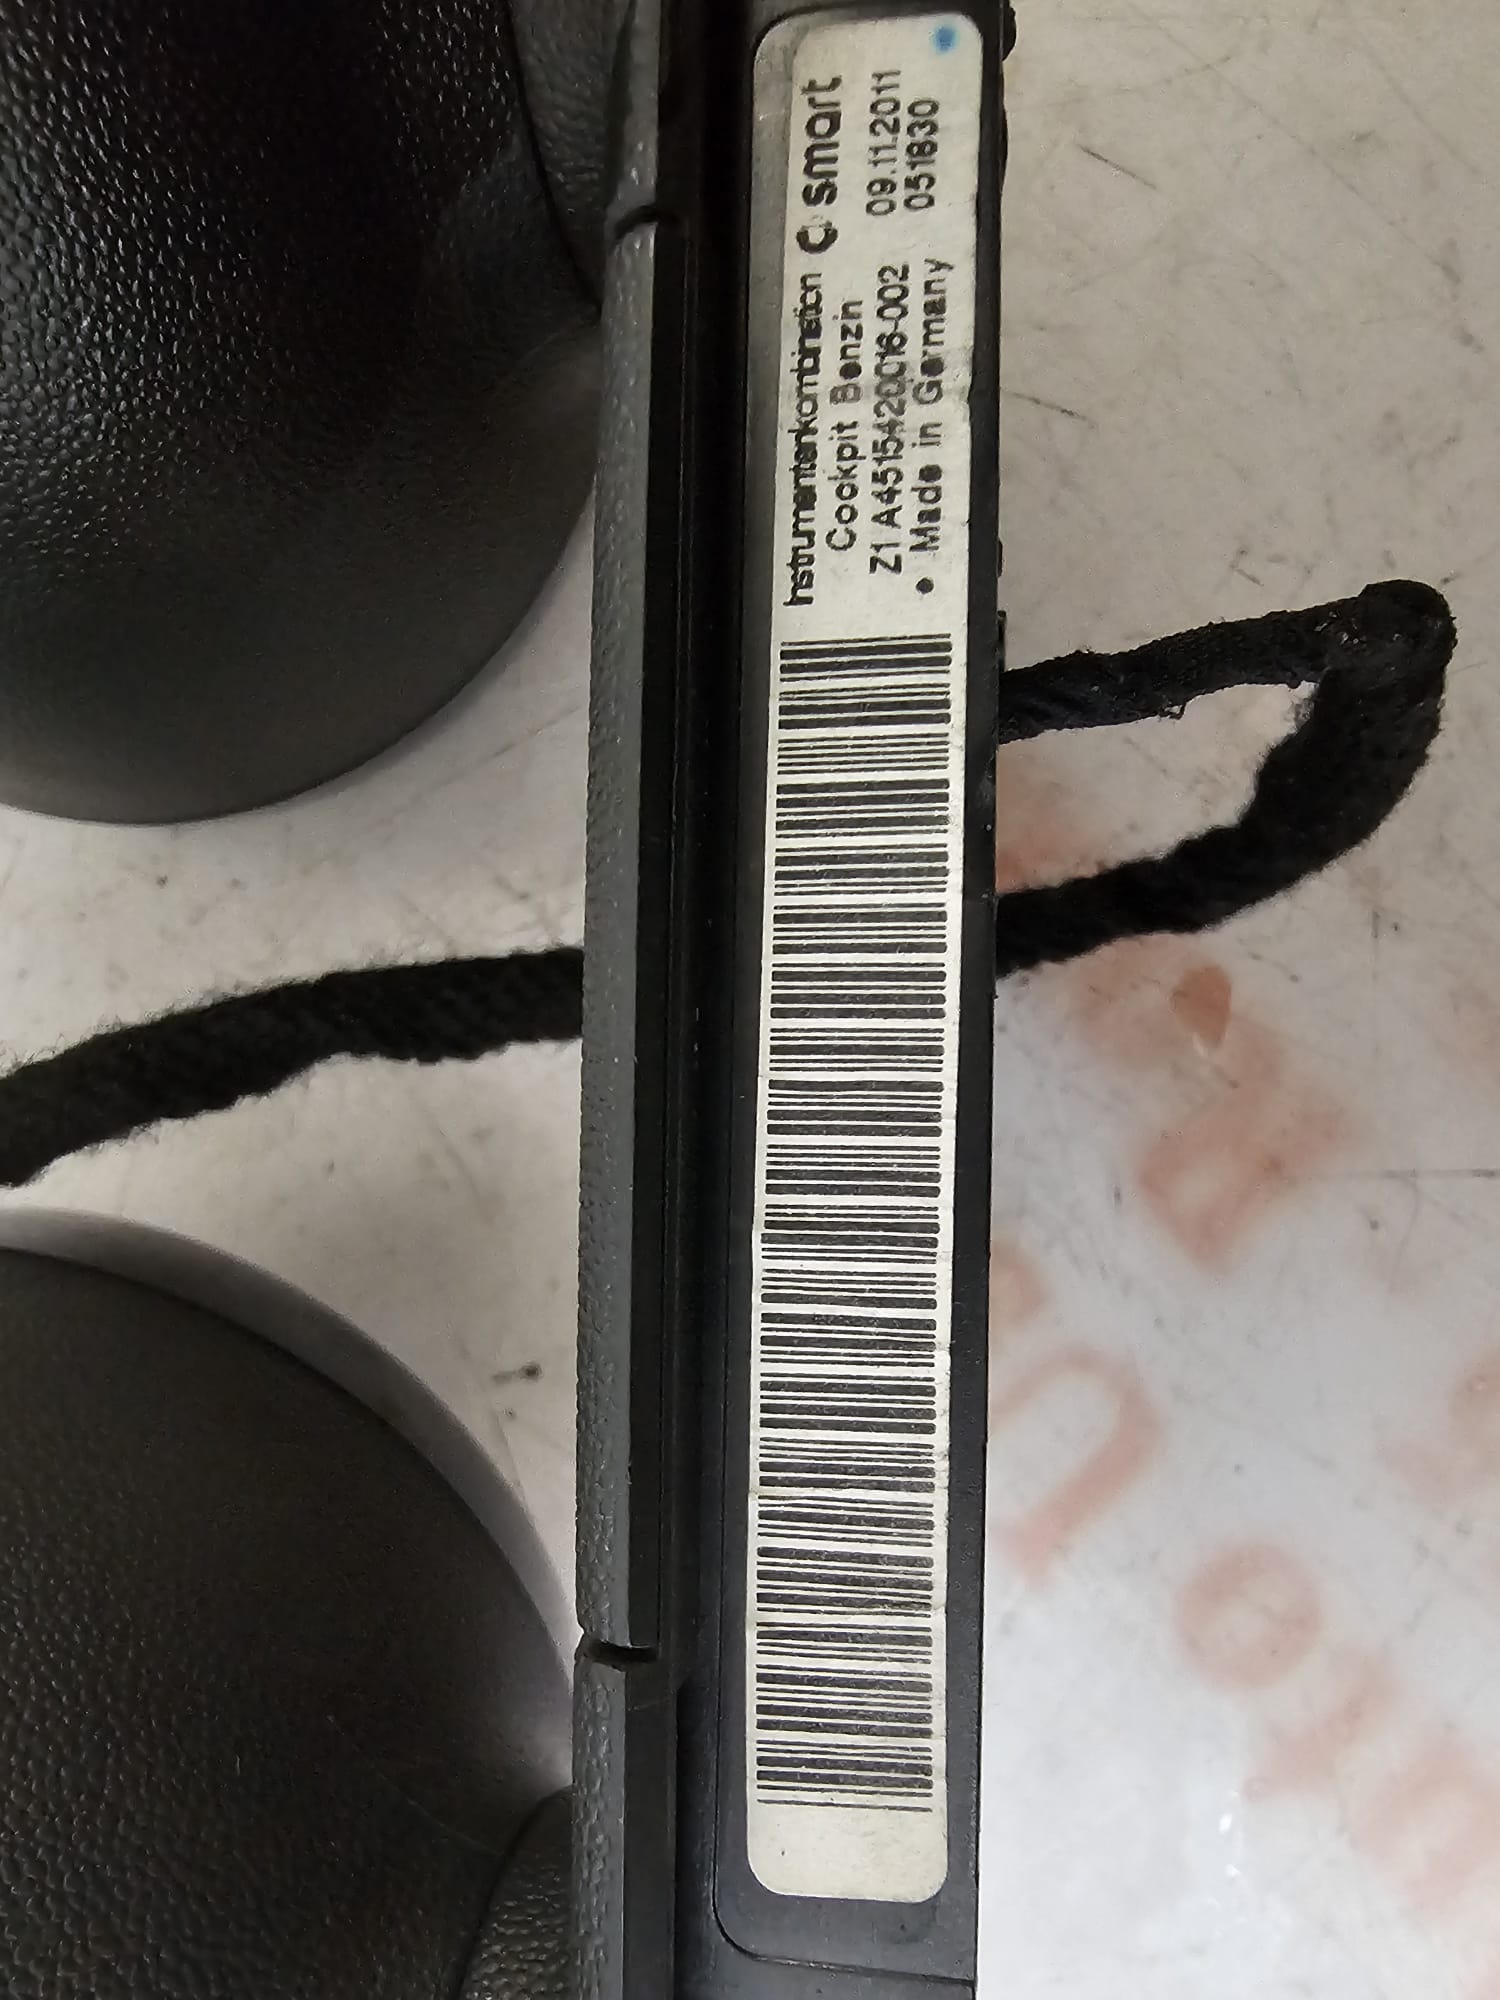 Instrumentenkombination smart
Cockpit Benzin
Z1 A4515420016-002 09.11.2011
Made in Germany 051830